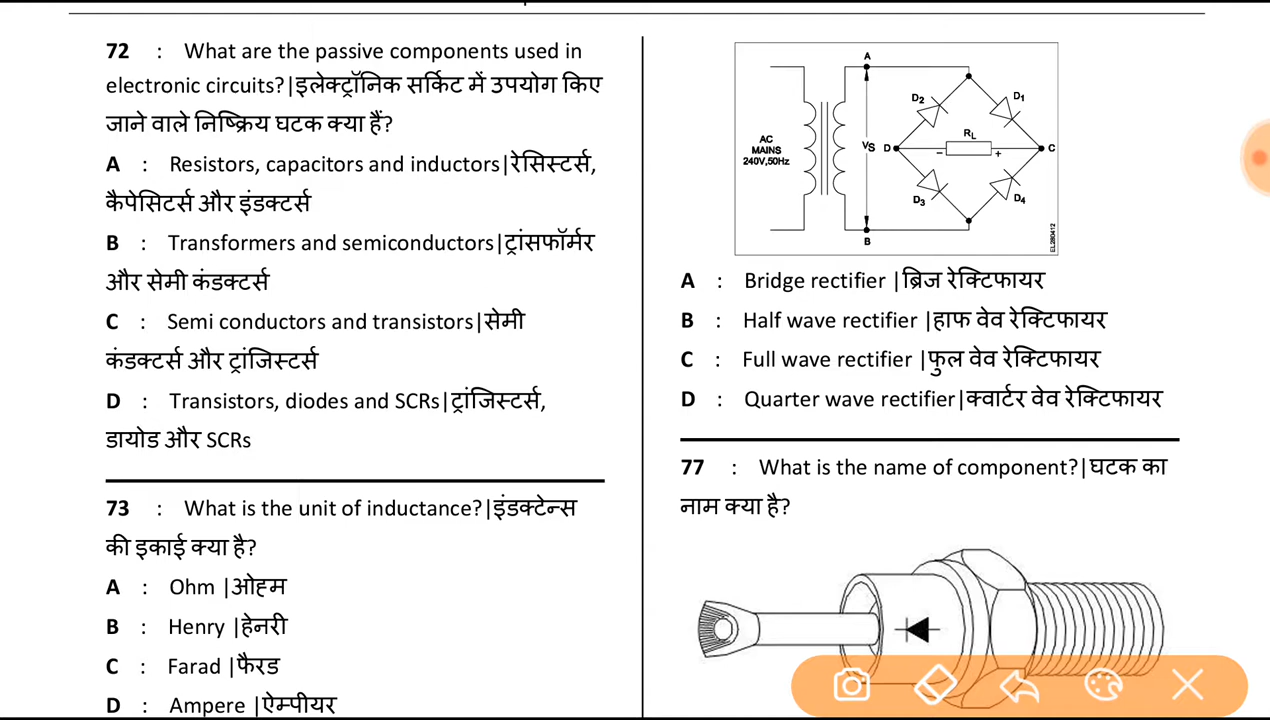 72 : What are the passive components used in
electronic circuits?|इलेक्ट्रॉनिक सर्किट में उपयोग किए
जाने वाले निष्क्रिय घटक क्या हैं?
A : Resistors, capacitors and inductors|रेसिस्टर्स,
कैपेसिटर्स और इंडक्टर्स
B : Transformers and semiconductors|ट्रांसफॉर्मर
और सेमी कंडक्टर्स
C : Semi conductors and transistors|सेमी
कंडक्टर्स और ट्रांजिस्टर्स
D : Transistors, diodes and SCRs|ट्रांजिस्टर्स,
डायोड और SCRs
73 : What is the unit of inductance?|इंडक्टेन्स
की इकाई क्या है?
A : Ohm |ओहम
B : Henry |हेनरी
C : Farad |फैरड
D : Ampere |ऐम्पीयर
A
D2
D1
AC
MAINS
240V,50Hz
VS
D
RL
C
– +
D3
D4
B
EL280412
A : Bridge rectifier |ब्रिज रेक्टिफायर
B : Half wave rectifier |हाफ वेव रेक्टिफायर
C : Full wave rectifier |फुल वेव रेक्टिफायर
D : Quarter wave rectifier|क्वार्टर वेव रेक्टिफायर
77 : What is the name of component?|घटक का
नाम क्या है?